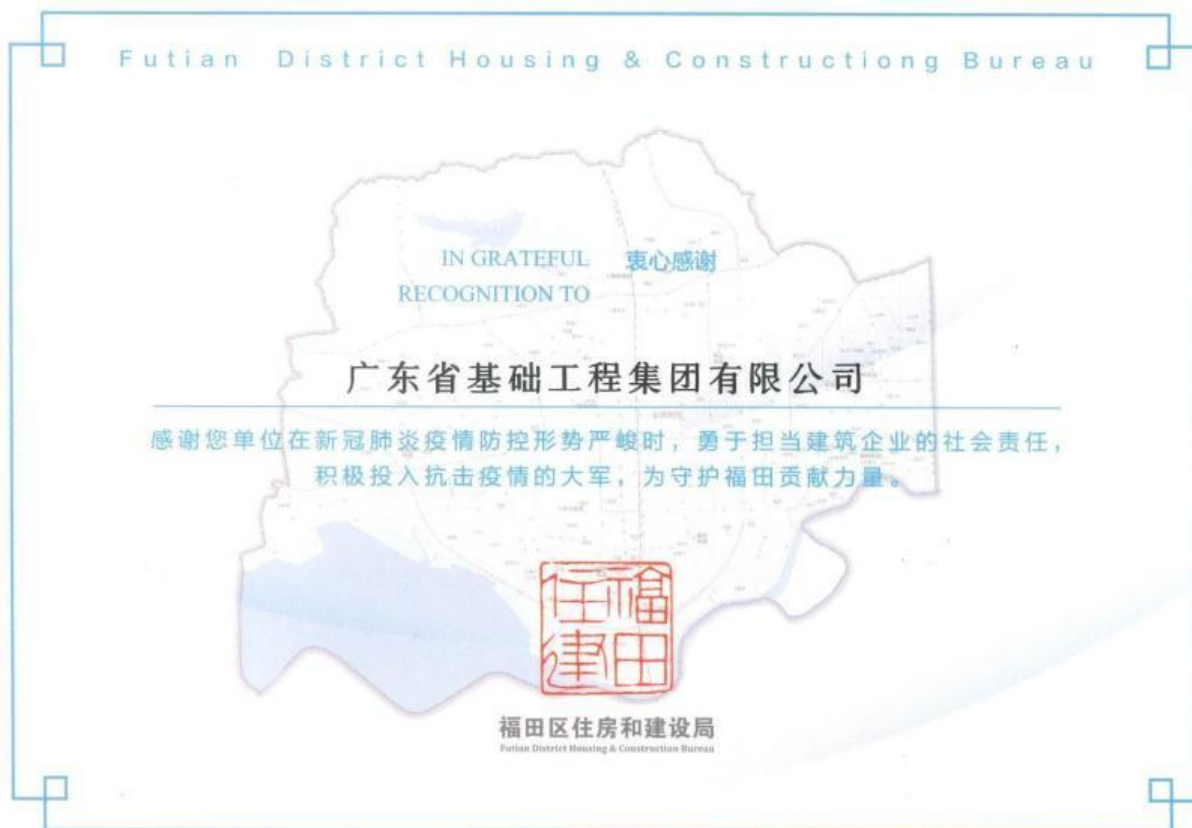 Futian District Housing & Constructiong Bureau
IN GRATEFUL 衷心感谢
RECOGNITION TO
广东省基础工程集团有限公司
感谢您单位在新冠肺炎疫情防控形势严峻时，勇于担当建筑企业的社会责任，
积极投入抗击疫情的大军，为守护福田贡献力量。
福田
住建
福田区住房和建设局
Futian District Housing & Construction Bureau